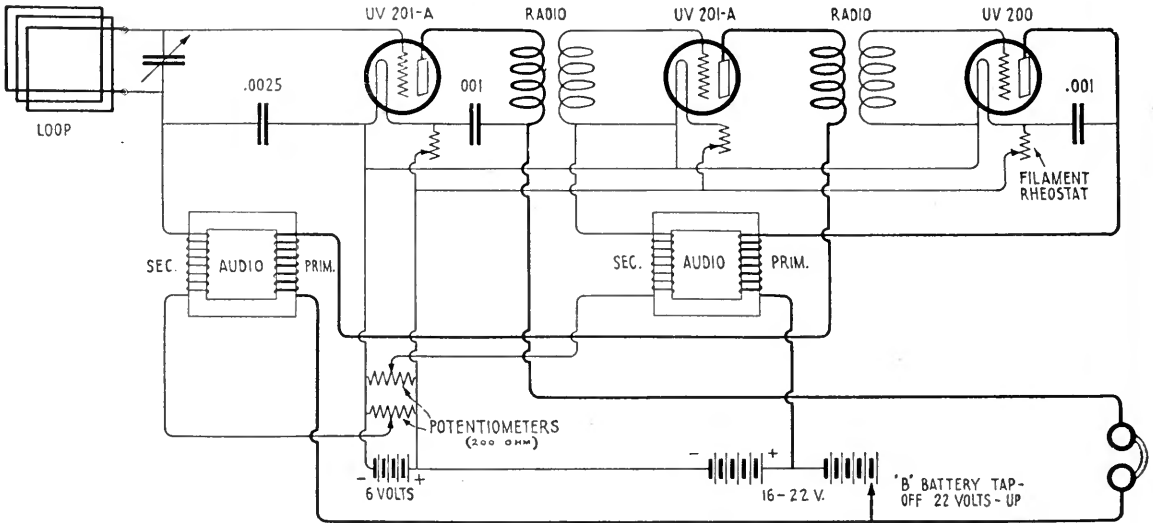 UV 201-A
RADIO
UV 201-A
RADIO
UV 200
LOOP
.0025
001
.001
FILAMENT
RHEOSTAT
SEC.
AUDIO
PRIM.
SEC.
AUDIO
PRIM.
POTENTIOMETERS
(200 OHM)
- +
6 VOLTS
- +
16-22 V.
"B" BATTERY TAP-
OFF 22 VOLTS-UP